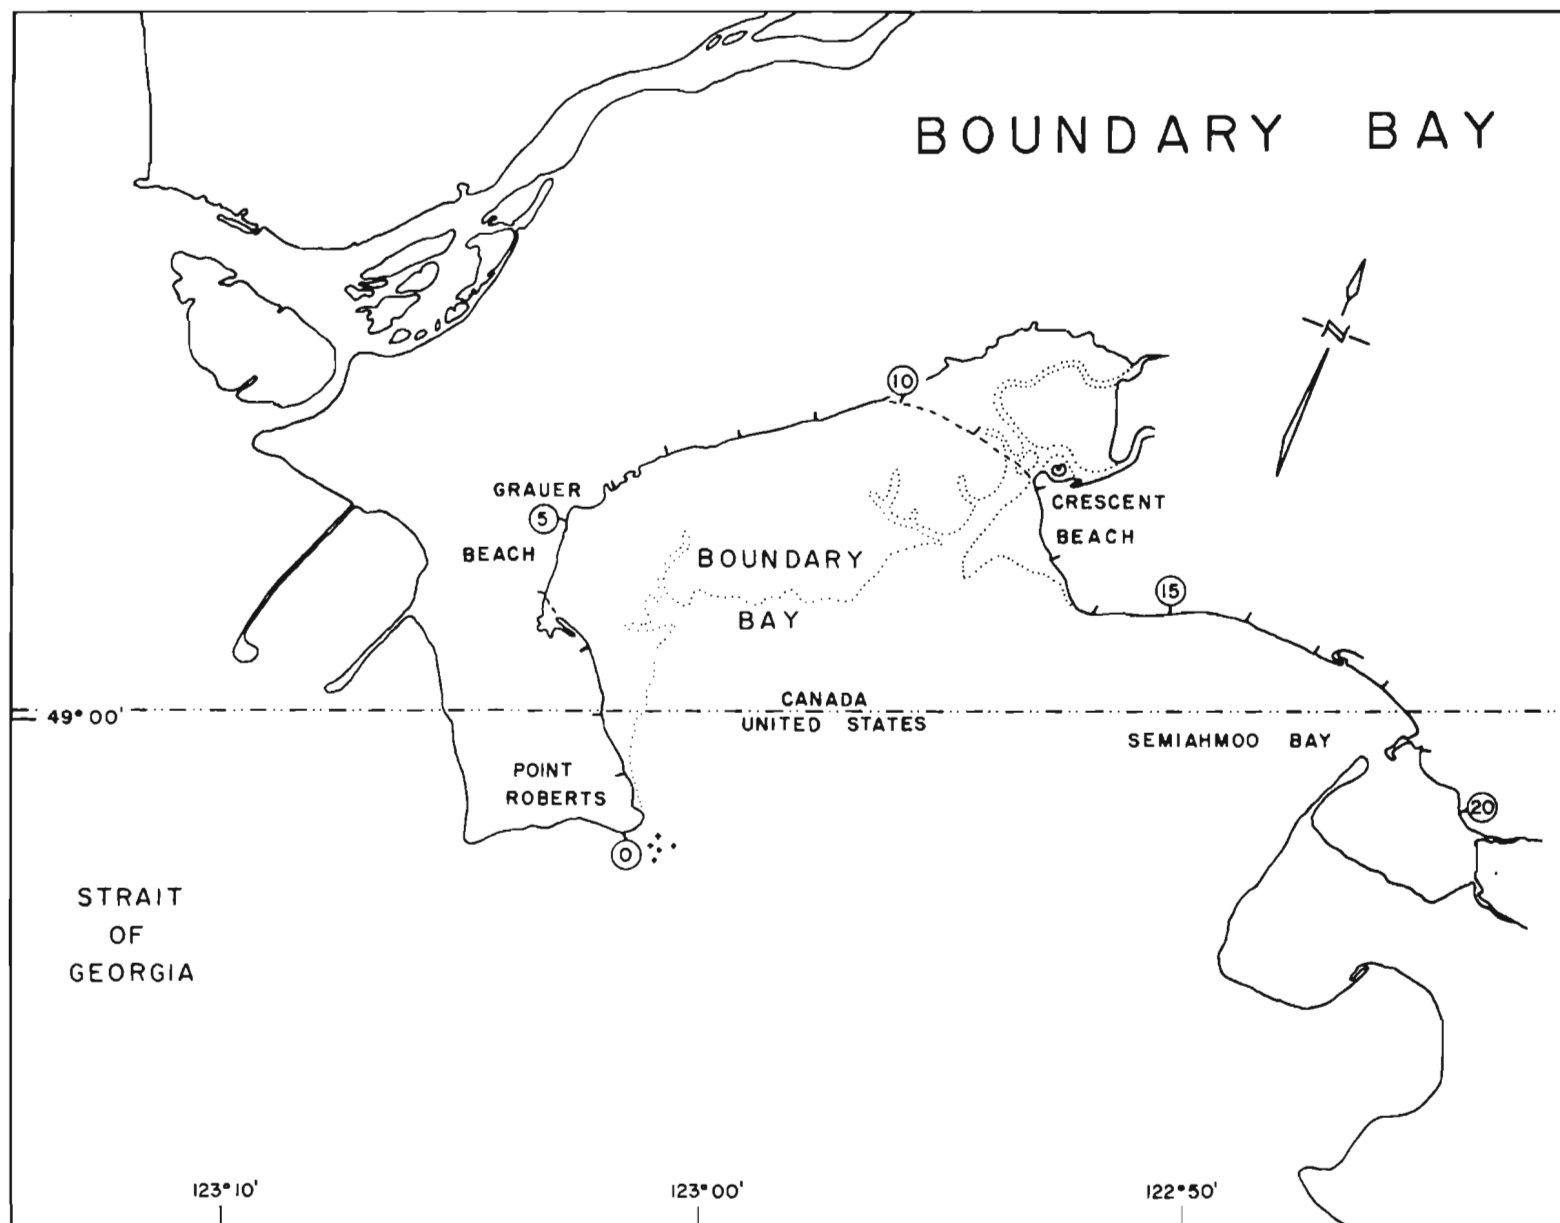 BOUNDARY BAY
N
10
GRAUER
5
BEACH
CRESCENT
BEACH
BOUNDARY
BAY
15
CANADA
49°00'
UNITED STATES
SEMIAHMOO BAY
POINT
ROBERTS
20
0
STRAIT
OF
GEORGIA
123°10'
123°00'
122°50'